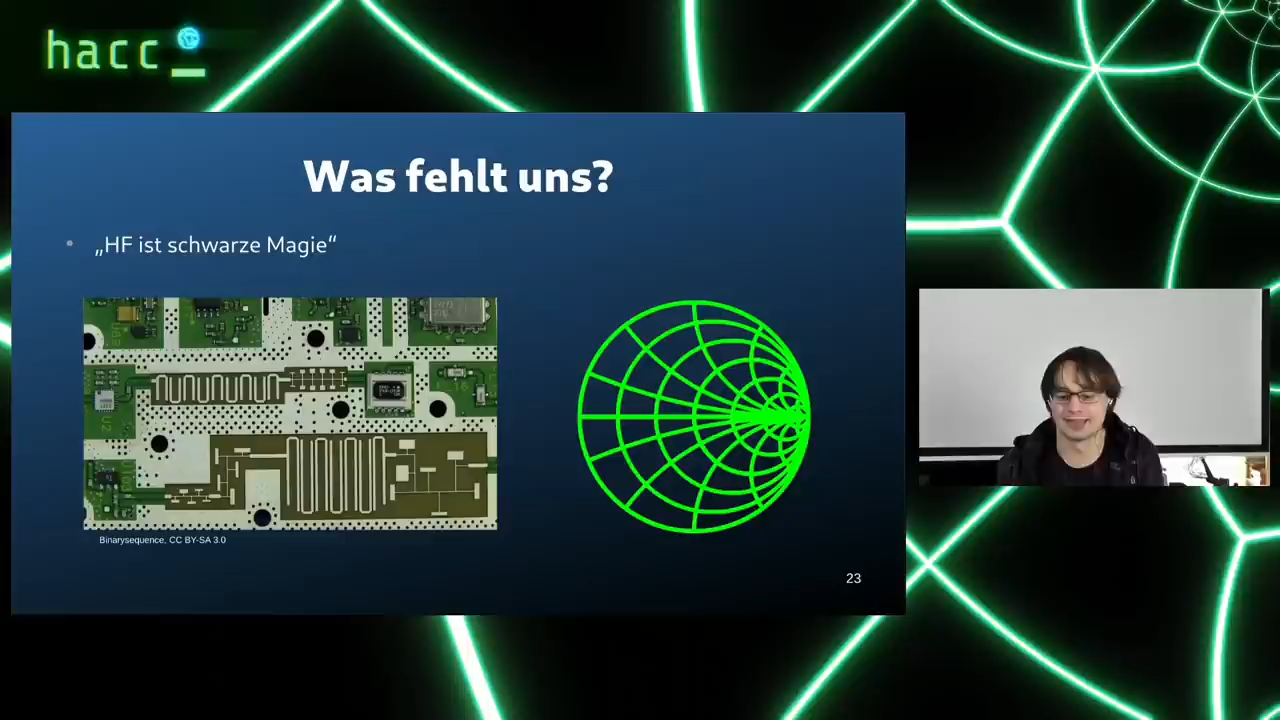 hacc
Was fehlt uns?
• „HF ist schwarze Magie“
Binarysequence, CC BY-SA 3.0
23